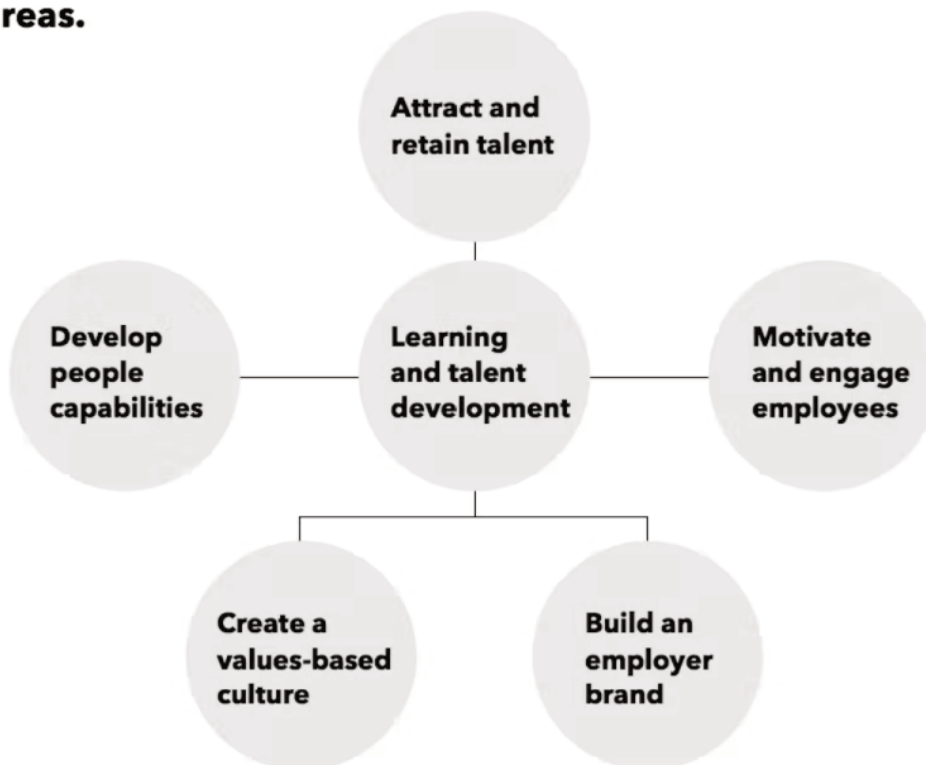 reas.
Attract and
retain talent
Develop
people
capabilities
Learning
and talent
development
Motivate
and engage
employees
Create a
values-based
culture
Build an
employer
brand